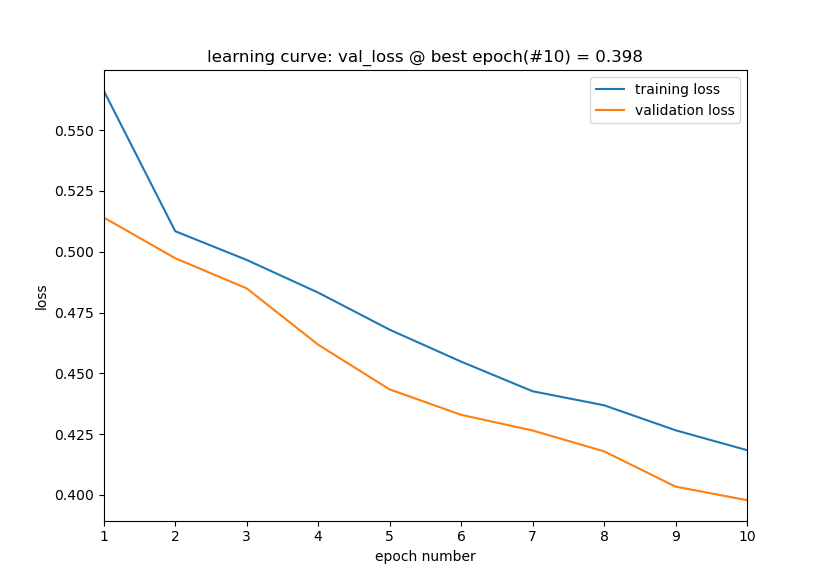 learning curve: val_loss @ best epoch(#10) = 0.398
training loss
validation loss
0.550
0.525
0.500
0.475
0.450
0.425
0.400
loss
1 2 3 4 5 6 7 8 9 10
epoch number